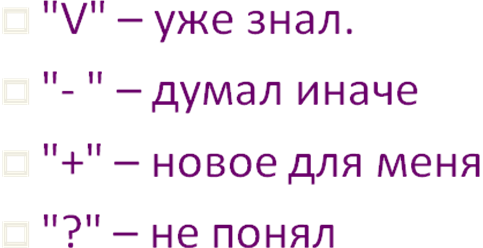 "V" – уже знал.
"- " – думал иначе
"+" – новое для меня
"?" – не понял